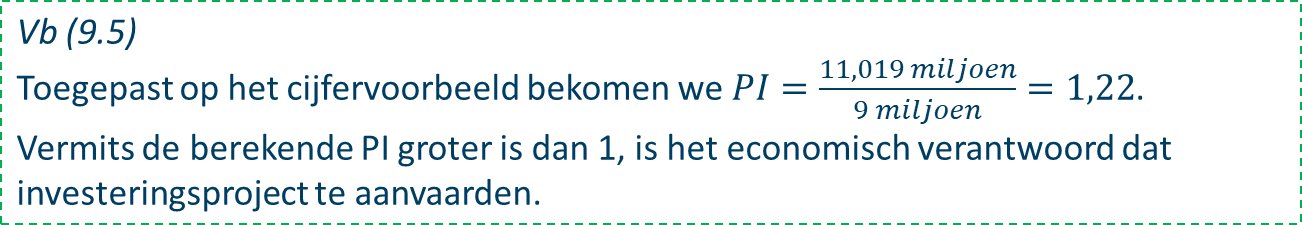 Vb (9.5)
Toegepast op het cijfervoorbeeld bekomen we PI = 11,019 miljoen / 9 miljoen = 1,22.
Vermits de berekende PI groter is dan 1, is het economisch verantwoord dat
investeringsproject te aanvaarden.